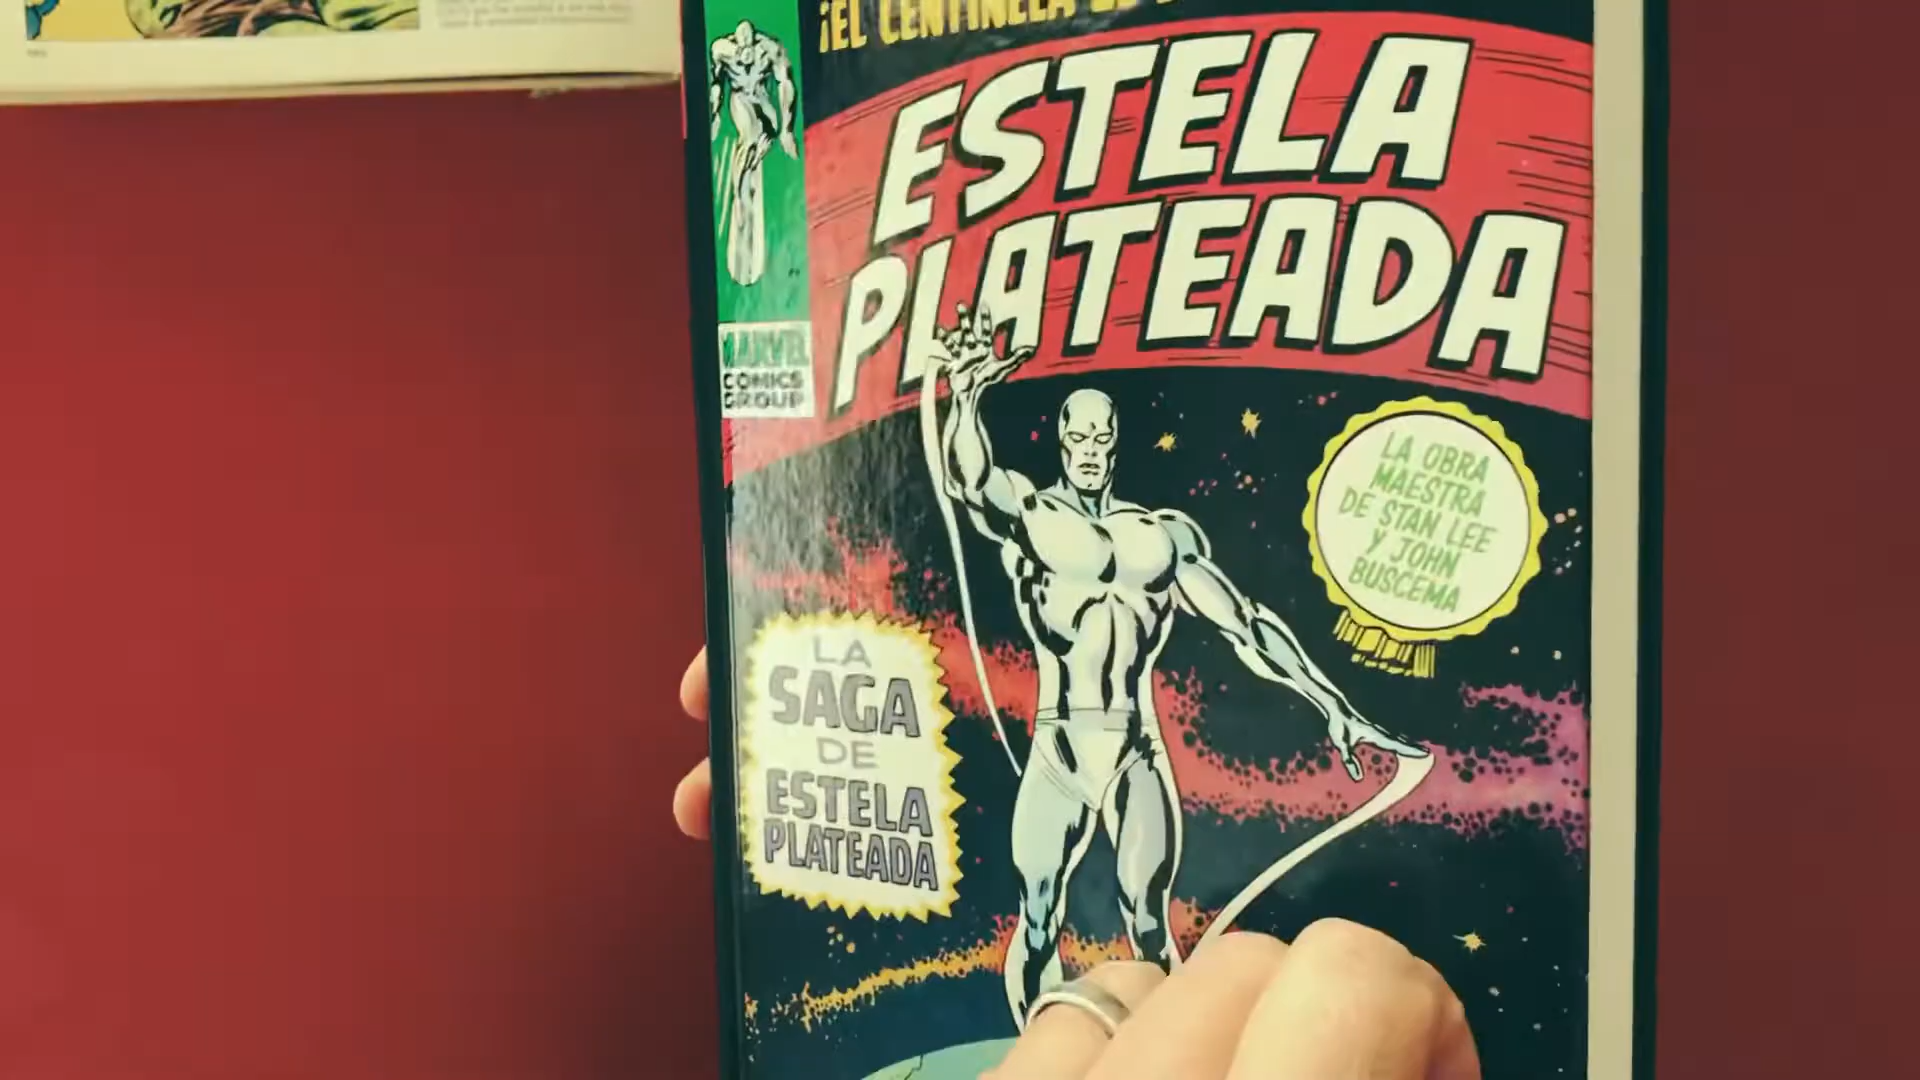 ¡EL CENTINELA
ESTELA
PLATEADA
MARVEL
COMICS
GROUP
LA OBRA
MAESTRA
DE STAN LEE
Y JOHN
BUSCEMA
LA
SAGA
DE
ESTELA
PLATEADA